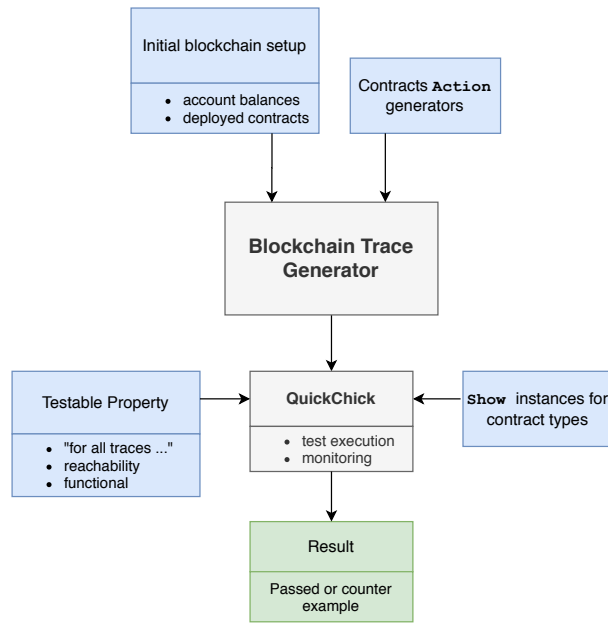 Initial blockchain setup
• account balances
• deployed contracts
Contracts Action
generators
Blockchain Trace
Generator
Testable Property
• "for all traces ..."
• reachability
• functional
QuickChick
• test execution
• monitoring
Show instances for
contract types
Result
Passed or counter
example